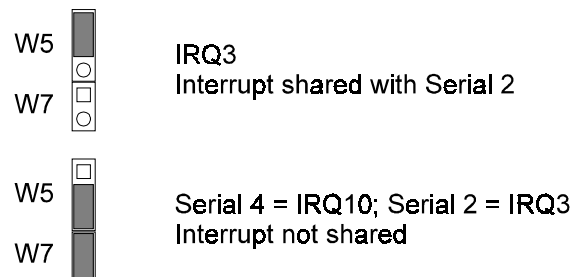 W5
IRQ3
Interrupt shared with Serial 2
W7
W5
Serial 4 = IRQ10; Serial 2 = IRQ3
Interrupt not shared
W7